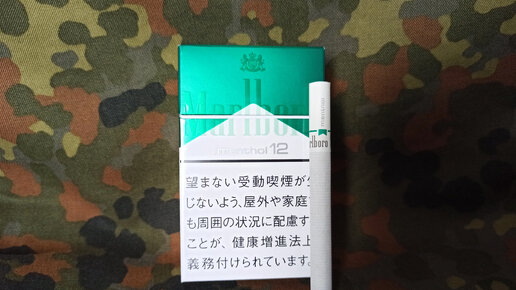 Marlboro
menthol 12
望まない受動喫煙が生
じないよう、屋外や家庭
も周囲の状況に配慮す
ことが、健康増進法上
義務付けられています。
rlboro